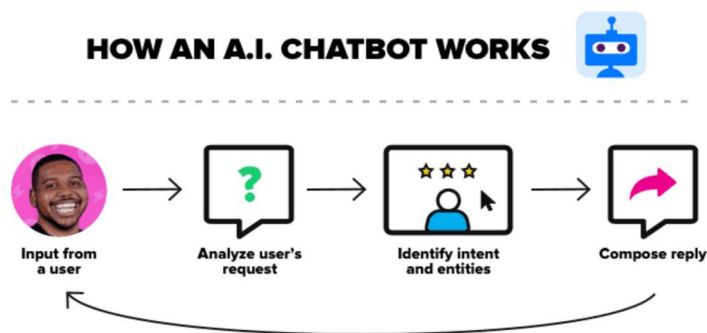 HOW AN A.I. CHATBOT WORKS
Input from
a user
Analyze user's
request
Identify intent
and entities
Compose reply